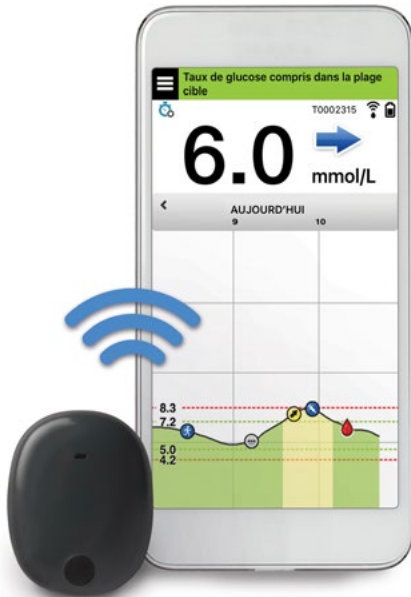 Taux de glucose compris dans la plage
cible
T0002315
6.0
mmol/L
AUJOURD'HUI
9 10
8.3
7.2
5.0
4.2